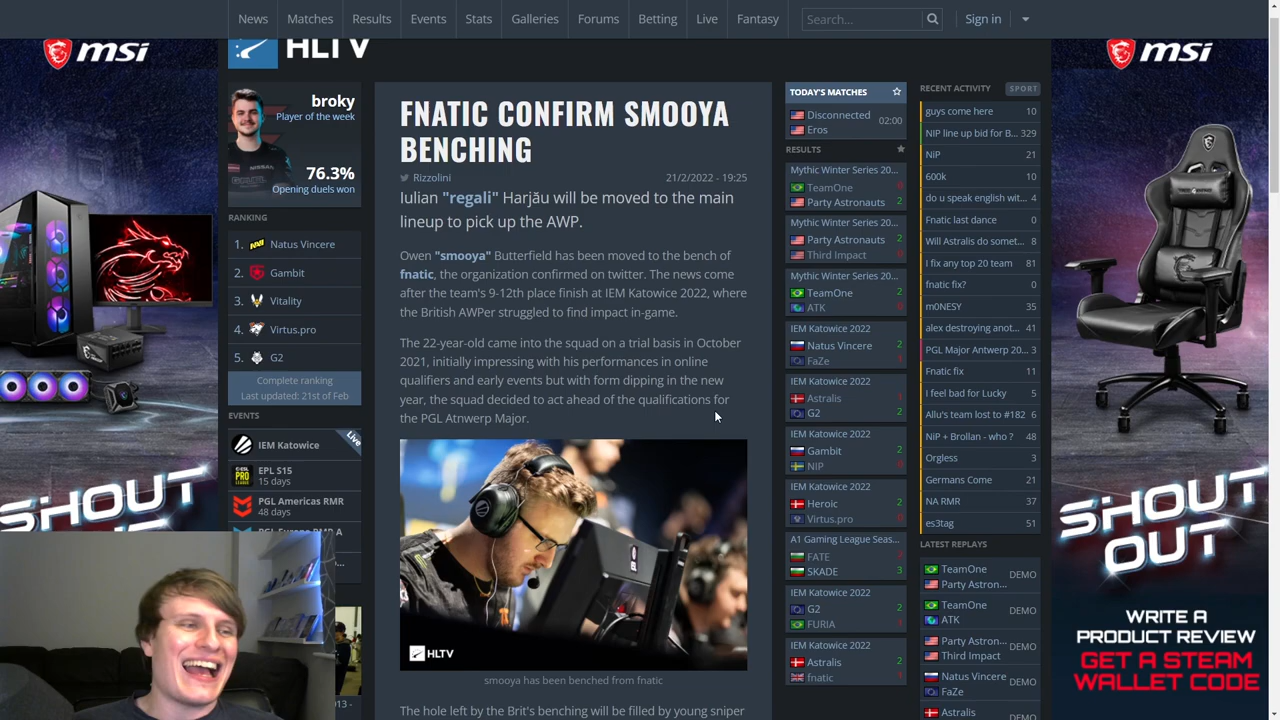 News Matches Results Events Stats Galleries Forums Betting Live Fantasy Search... Sign in
msi
HLTV
msi
broky
Player of the week
76.3%
Opening duels won
RANKING
1. Natus Vincere
2. Gambit
3. Vitality
4. Virtus.pro
5. G2
Complete ranking
Last updated: 21st of Feb
EVENTS
IEM Katowice
Live
EPL S15
15 days
PGL Americas RMR
48 days
FNATIC CONFIRM SMOOYA
BENCHING
Rizzolini 21/2/2022 - 19:25
Iulian "regali" Harjău will be moved to the main
lineup to pick up the AWP.
Owen "smooya" Butterfield has been moved to the bench of
fnatic, the organization confirmed on twitter. The news come
after the team's 9-12th place finish at IEM Katowice 2022, where
the British AWPer struggled to find impact in-game.
The 22-year-old came into the squad on a trial basis in October
2021, initially impressing with his performances in online
qualifiers and early events but with form dipping in the new
year, the squad decided to act ahead of the qualifications for
the PGL Atnwerp Major.
HLTV
smooya has been benched from fnatic
The hole left by the Brit's benching will be filled by young sniper
TODAY'S MATCHES
Disconnected
Eros
02:00
RESULTS
Mythic Winter Series 20...
TeamOne 0
Party Astronauts 2
Mythic Winter Series 20...
Party Astronauts 2
Third Impact 0
Mythic Winter Series 20...
TeamOne 2
ATK
IEM Katowice 2022
Natus Vincere 2
FaZe
IEM Katowice 2022
Astralis 1
G2 2
IEM Katowice 2022
Gambit 2
NIP
IEM Katowice 2022
Heroic 2
Virtus.pro
A1 Gaming League Seas...
FATE
SKADE 3
IEM Katowice 2022
G2 2
FURIA
IEM Katowice 2022
Astralis 2
fnatic 1
RECENT ACTIVITY SPORT
guys come here 10
NIP line up bid for B... 329
NiP 21
600k 10
do u speak english wit... 4
Fnatic last dance 0
Will Astralis do somet... 8
I fix any top 20 team 81
fnatic fix? 0
m0NESY 35
alex destroying anot... 41
PGL Major Antwerp 20... 3
Fnatic fix 11
I feel bad for Lucky 5
Allu's team lost to #182 6
NiP + Brollan - who ? 48
Orgless 3
Germans Come 21
NA RMR 37
es3tag 51
LATEST REPLAYS
TeamOne
Party Astron... DEMO
TeamOne
ATK DEMO
Party Astron...
Third Impact DEMO
Natus Vincere
FaZe DEMO
Astralis
SHOUT
SHOUT
OUT
WRITE A
PRODUCT REVIEW
GET A STEAM
WALLET CODE